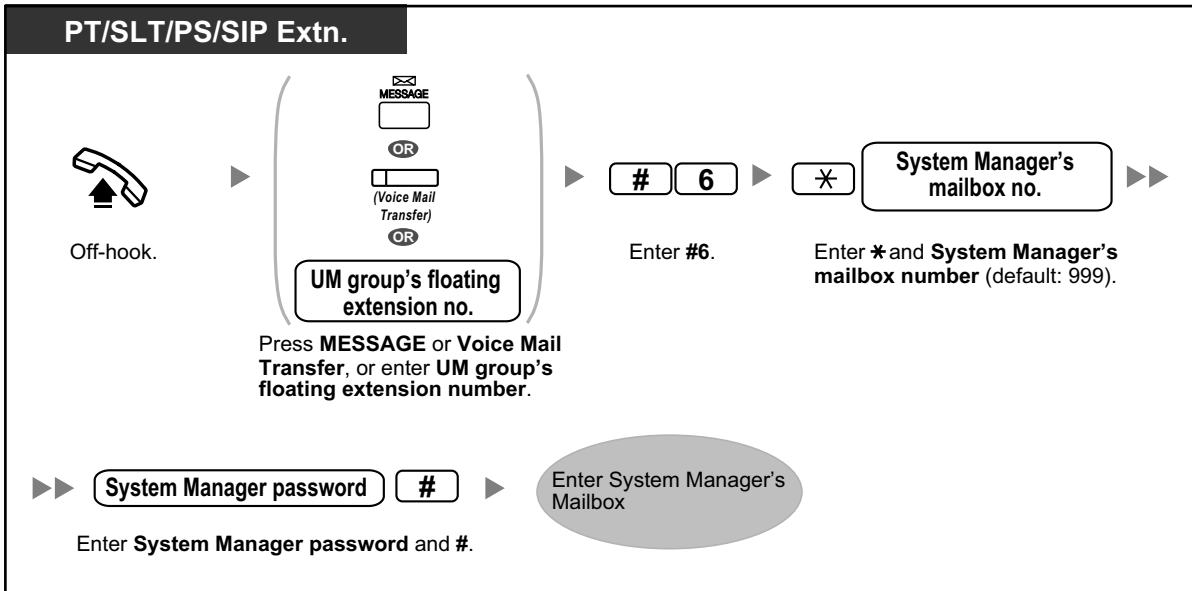 PT/SLT/PS/SIP Extn.
MESSAGE
OR
(Voice Mail
Transfer)
OR
UM group's floating
extension no.
# 6
* System Manager's
mailbox no.
Off-hook.
Press MESSAGE or Voice Mail
Transfer, or enter UM group's
floating extension number.
Enter #6.
Enter * and System Manager's
mailbox number (default: 999).
System Manager password #
Enter System Manager password and #.
Enter System Manager's
Mailbox